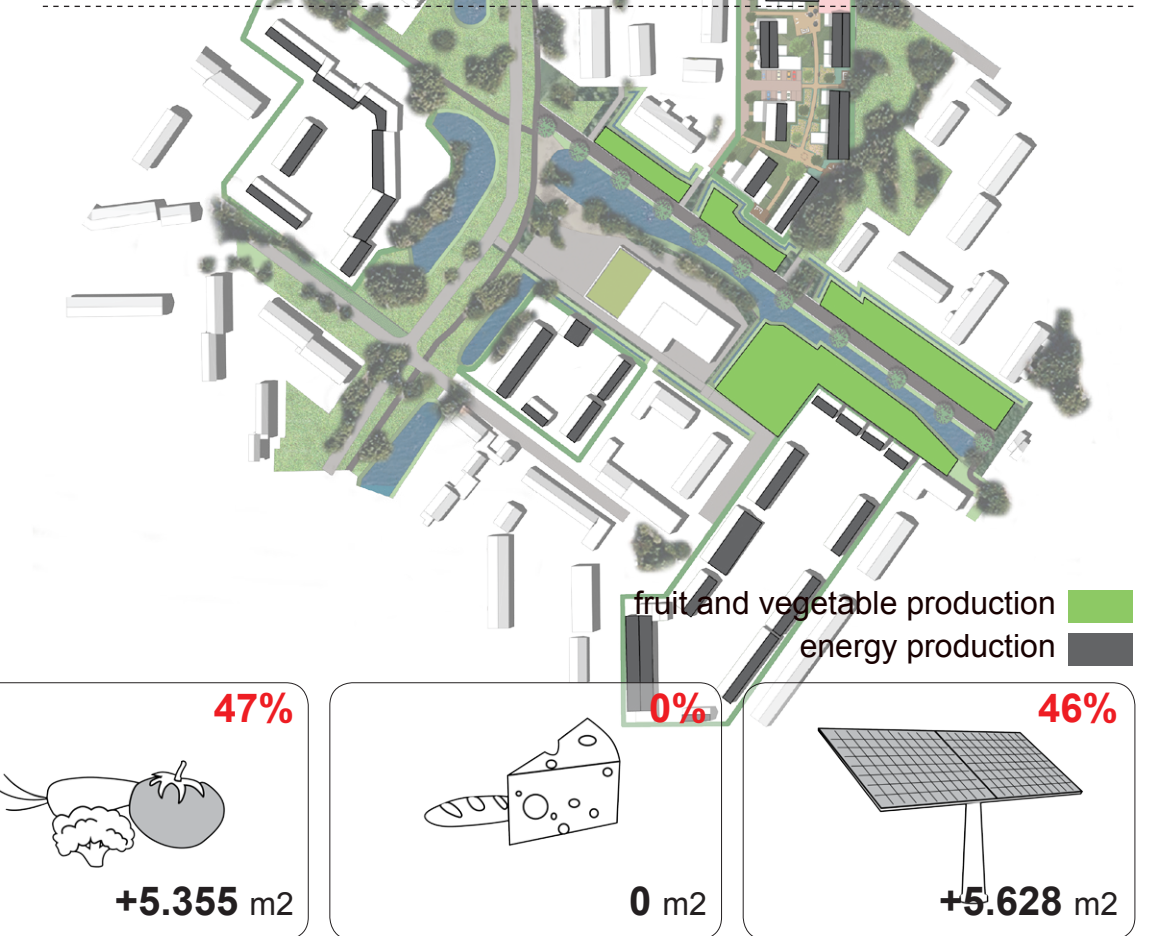 fruit and vegetable production
energy production
47%
0%
46%
+5.355 m2
0 m2
+5.628 m2